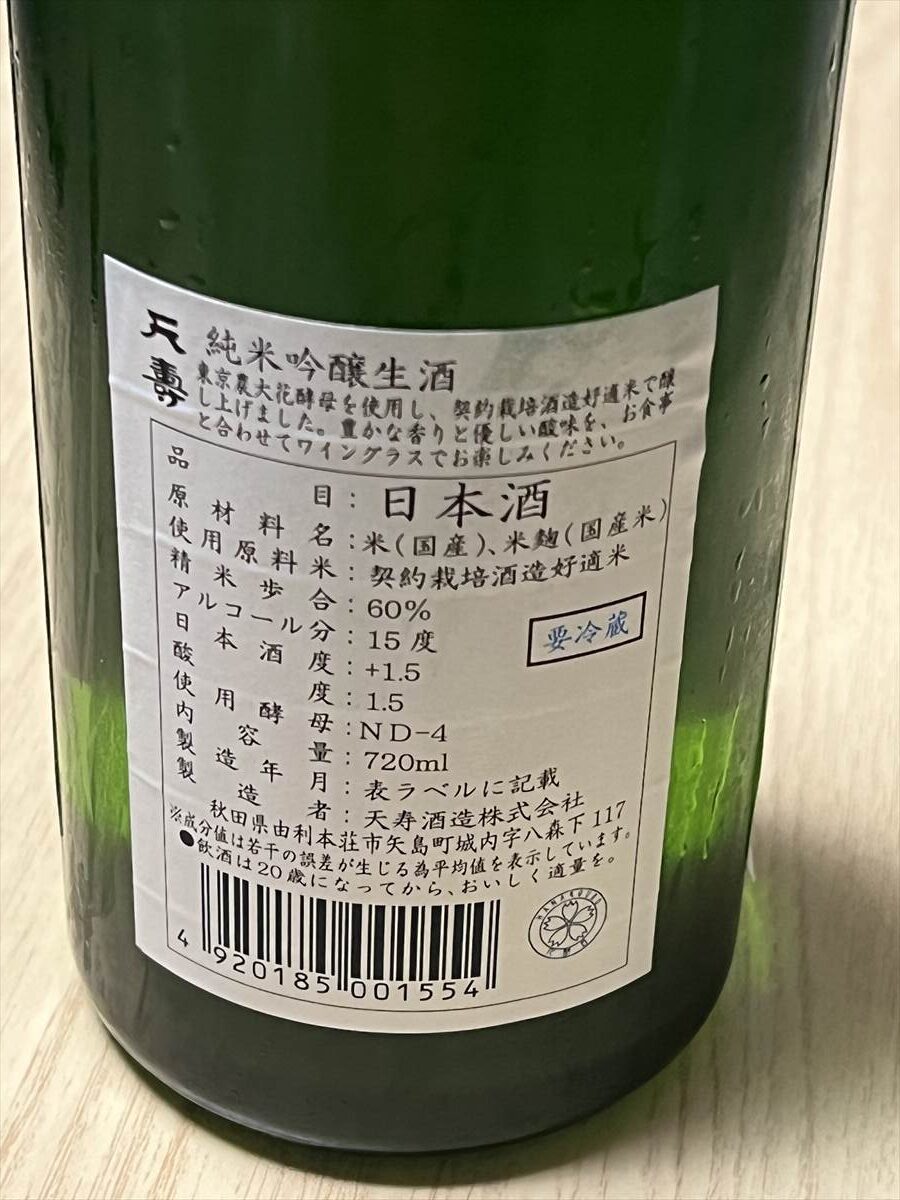 天壽
純米吟醸生酒
東京農大花酵母を使用し、契約栽培酒造好適米で醸
し上げました。豊かな香りと優しい酸味を、お食事
と合わせてワイングラスでお楽しみください。
品目:日本酒
原材料名:米(国産)、米麹(国産米)
使用原料米:契約栽培酒造好適米
精米歩合:60%
アルコール分:15度
日本酒度:+1.5
酸度:1.5
使用酵母:ND-4
内容量:720ml
製造年月:表ラベルに記載
製造者:天寿酒造株式会社
秋田県由利本荘市矢島町城内字八森下117
※成分値は若干の誤差が生じる為平均値を表示しています。
●飲酒は20歳になってから、おいしく適量を。
要冷蔵
4 920185 001554
HANAKOUBO